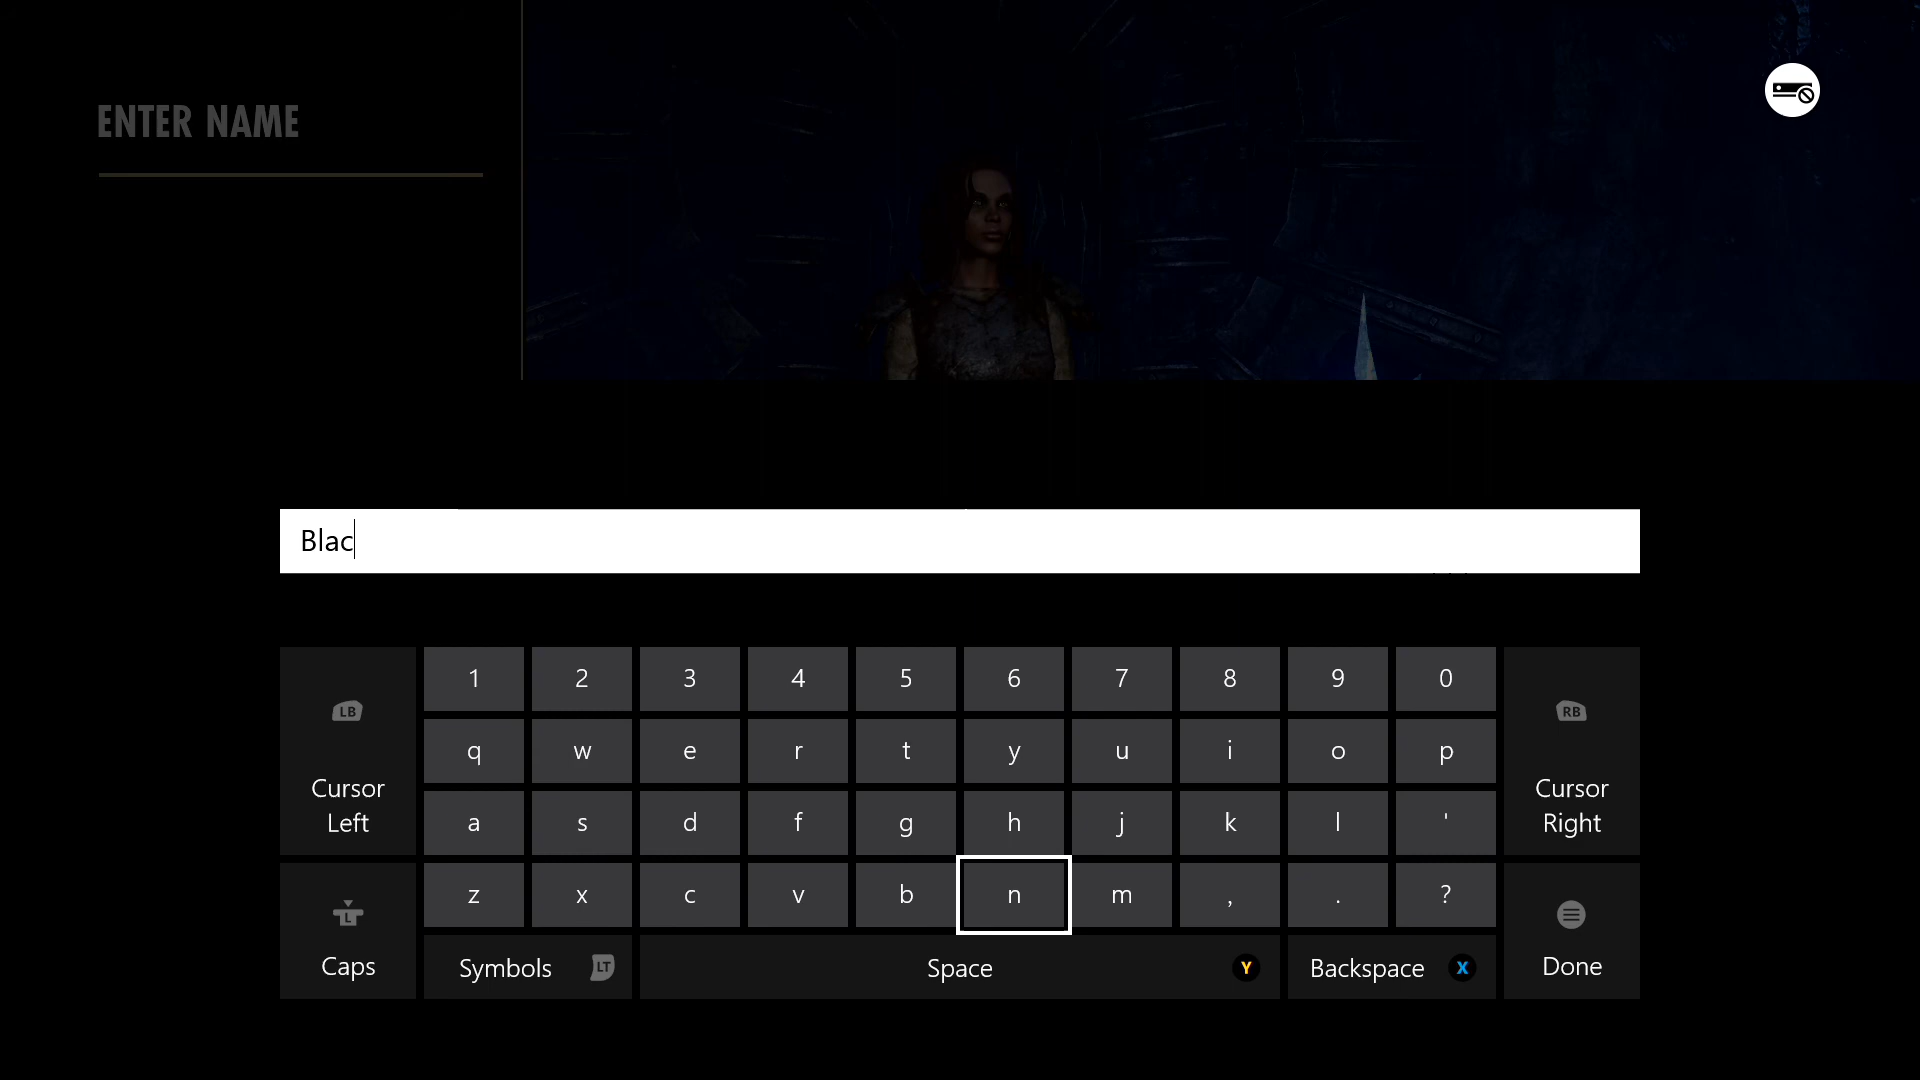 ENTER NAME
Blac
1 2 3 4 5 6 7 8 9 0
q w e r t y u i o p
a s d f g h j k l '
z x c v b n m , . ?
LB
Cursor
Left
RB
Cursor
Right
L
Caps
Symbols LT
Space Y
Backspace X
Done